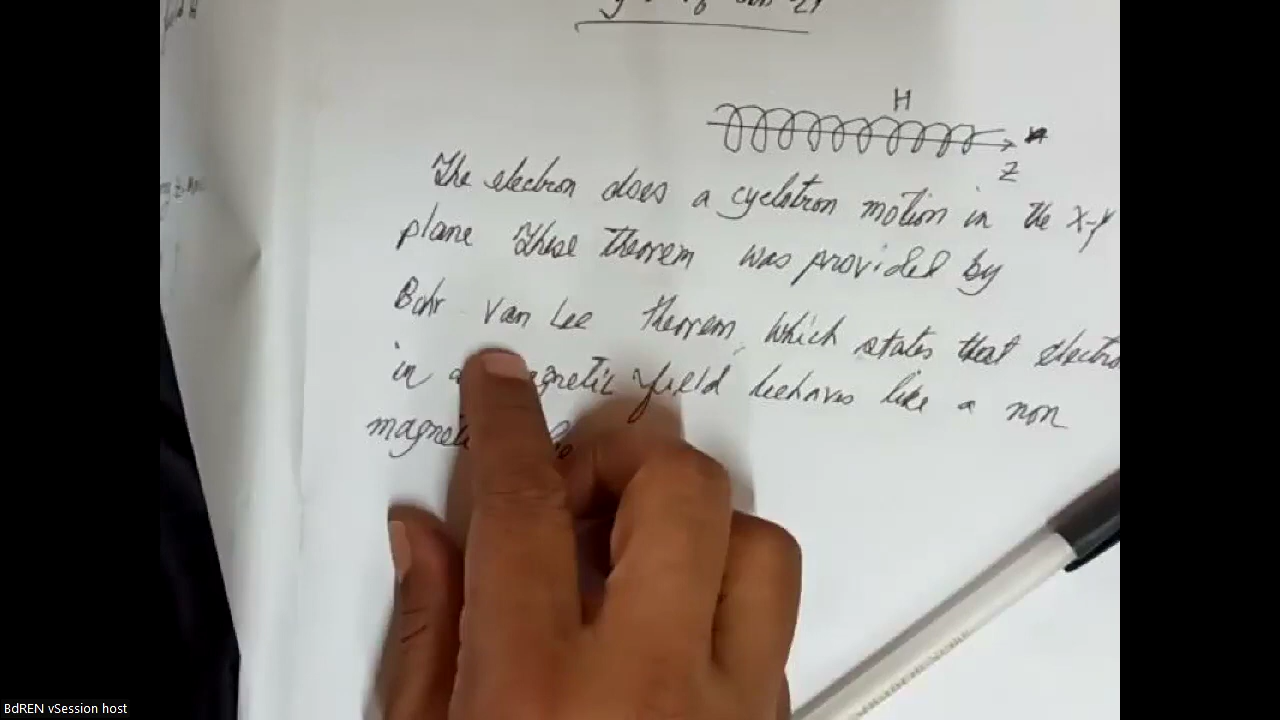 H
Z
The electron does a cyclotron motion in the X-Y
plane These theorem was provided by
Bohr Van Lee theorem, which states that electro
in a magnetic field behaves like a non
BdREN vSession host